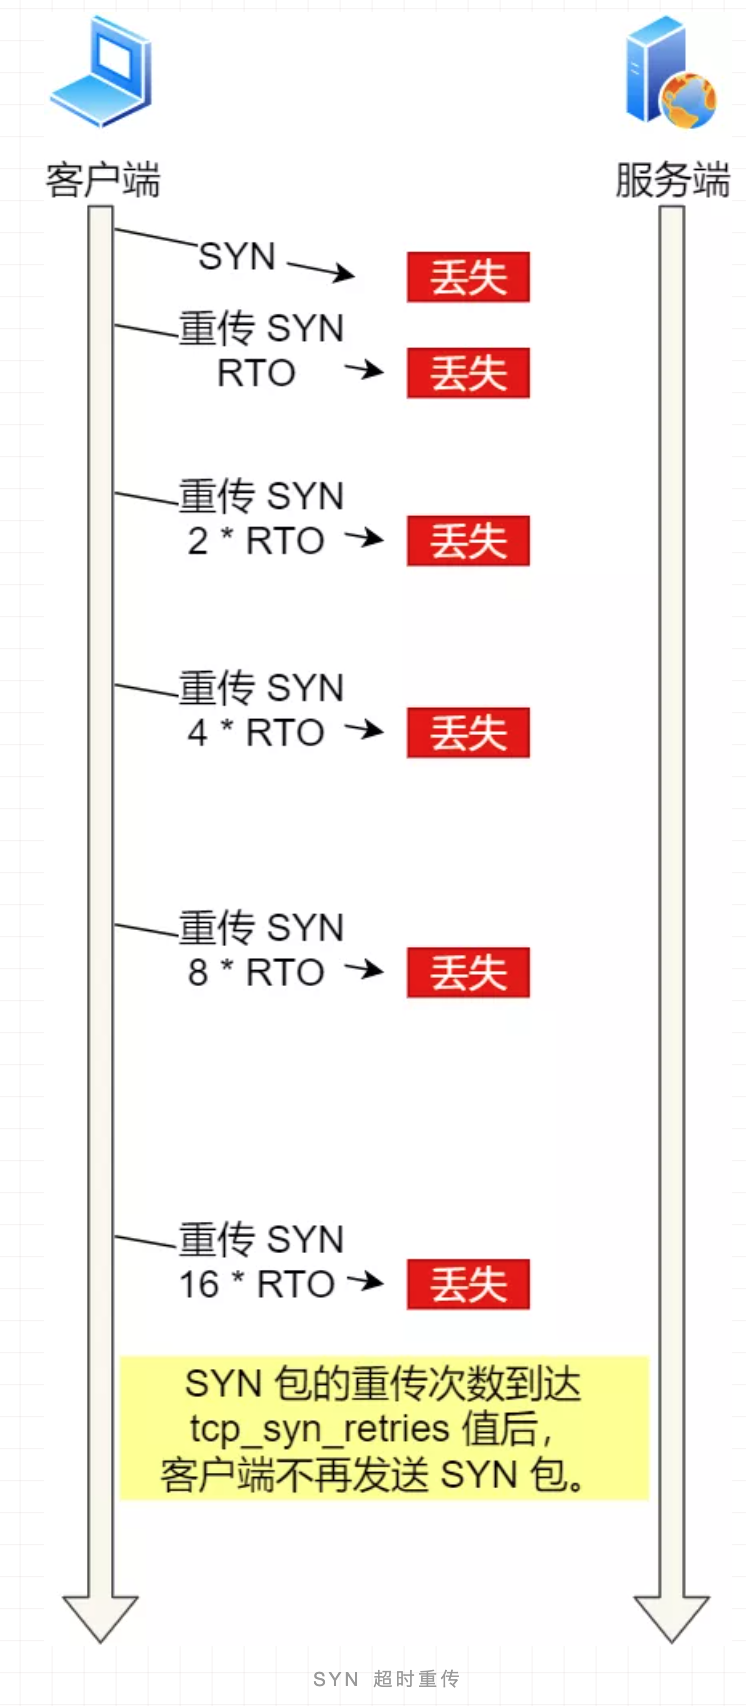 客户端
服务端
SYN
丢失
重传 SYN
RTO
丢失
重传 SYN
2 * RTO
丢失
重传 SYN
4 * RTO
丢失
重传 SYN
8 * RTO
丢失
重传 SYN
16 * RTO
丢失
SYN 包的重传次数到达
tcp_syn_retries 值后，
客户端不再发送 SYN 包。
SYN 超时重传